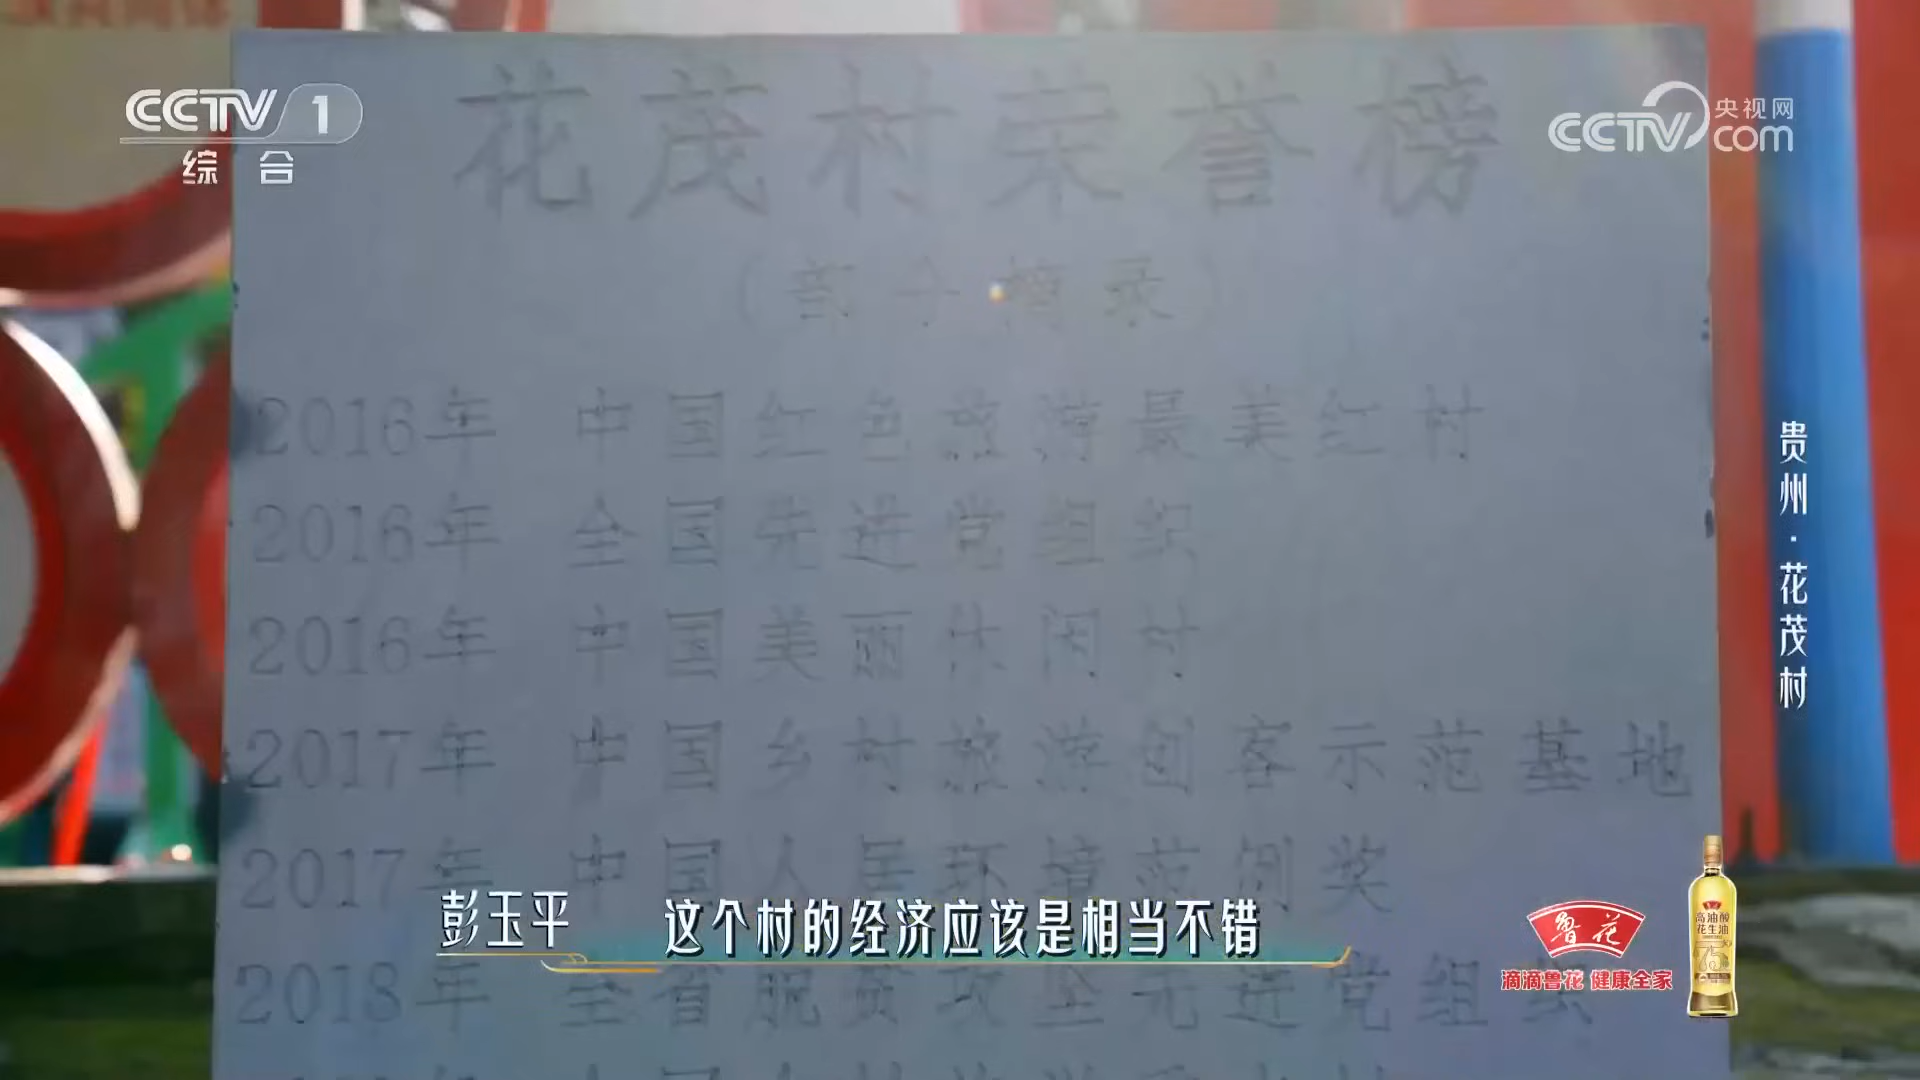 CCTV 1
综合
央视网
CCTV com
花茂村荣誉榜
（部分摘录）
2016年 中国红色旅游最美红村
2016年 全国先进党组织
2016年 中国美丽休闲村
2017年 中国乡村旅游创客示范基地
2017年 中国人居环境范例奖
2018年 全省脱贫攻坚先进党组织
彭玉平 这个村的经济应该是相当不错
贵州·花茂村
鲁花
滴滴鲁花 健康全家
高油酸
花生油